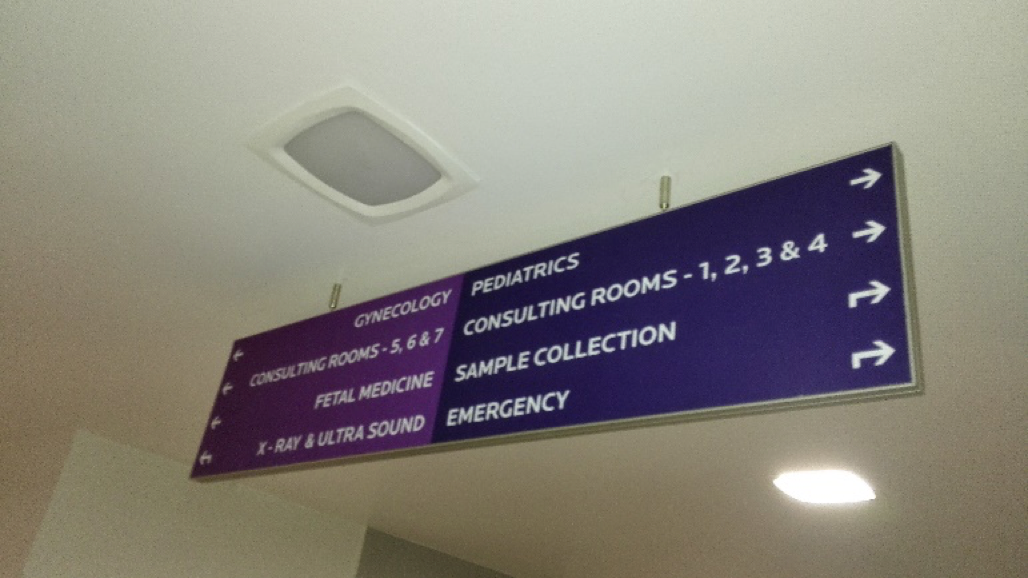 GYNECOLOGY
CONSULTING ROOMS - 5, 6 & 7
FETAL MEDICINE
X - RAY & ULTRA SOUND
PEDIATRICS
CONSULTING ROOMS - 1, 2, 3 & 4
SAMPLE COLLECTION
EMERGENCY